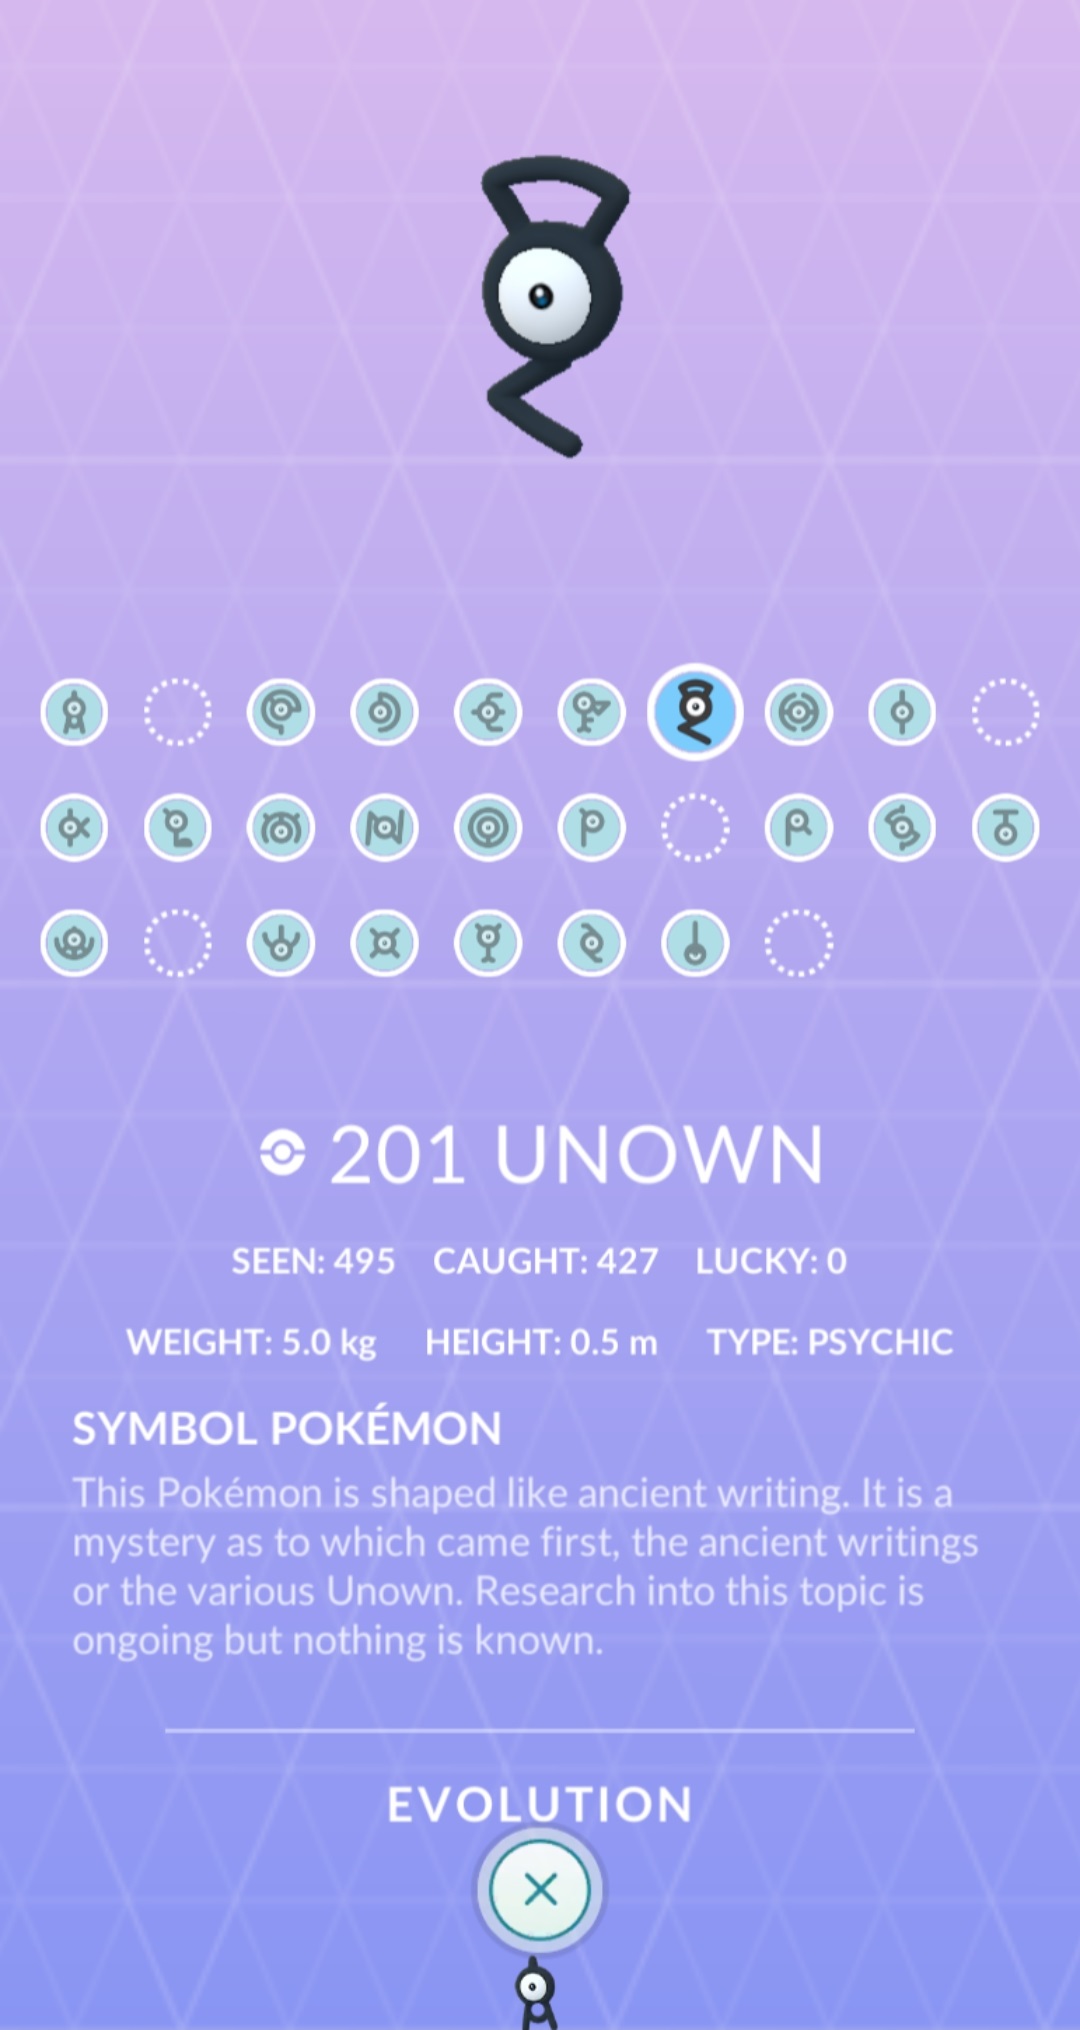 201 UNOWN
SEEN: 495 CAUGHT: 427 LUCKY: 0
WEIGHT: 5.0 kg HEIGHT: 0.5 m TYPE: PSYCHIC
SYMBOL POKÉMON
This Pokémon is shaped like ancient writing. It is a
mystery as to which came first, the ancient writings
or the various Unown. Research into this topic is
ongoing but nothing is known.
EVOLUTION